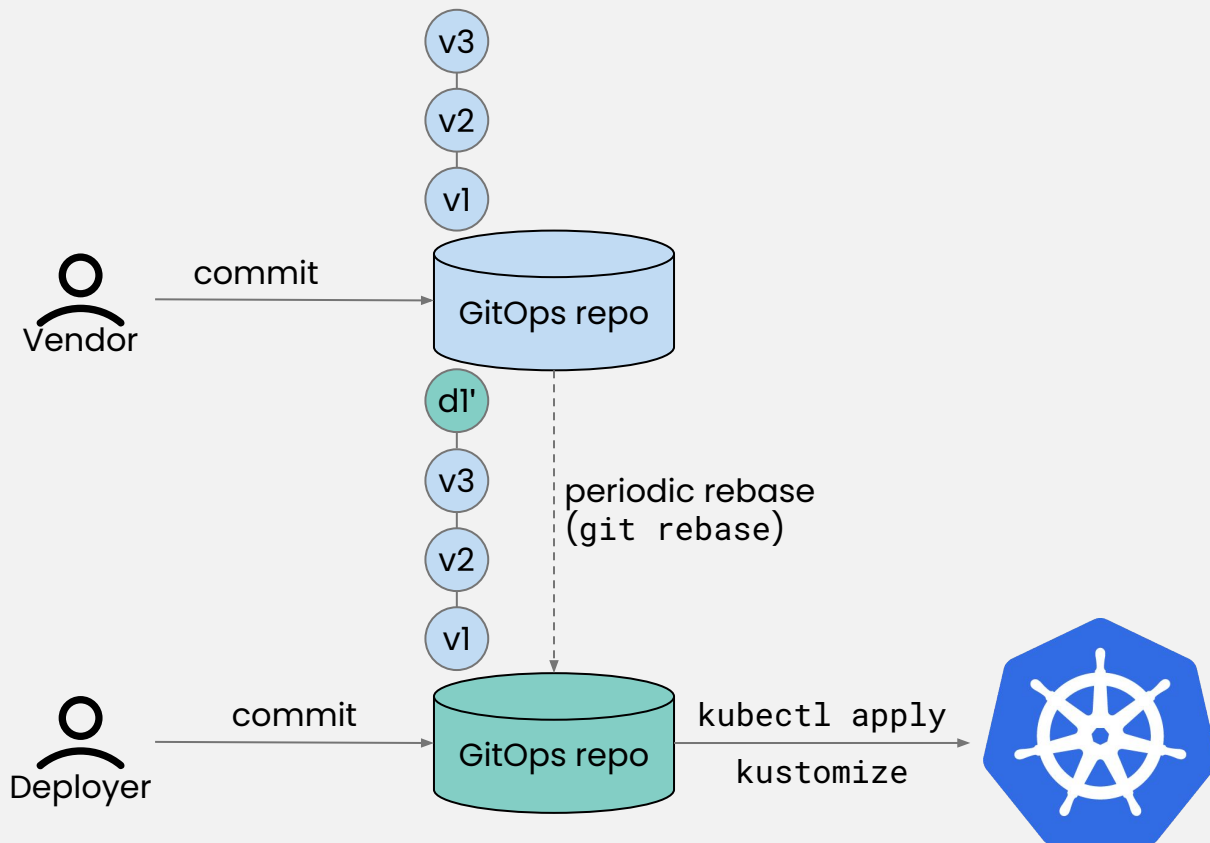 v3
v2
v1
commit
GitOps repo
Vendor
d1'
v3
periodic rebase
(git rebase)
v2
v1
commit
kubectl apply
GitOps repo
kustomize
Deployer